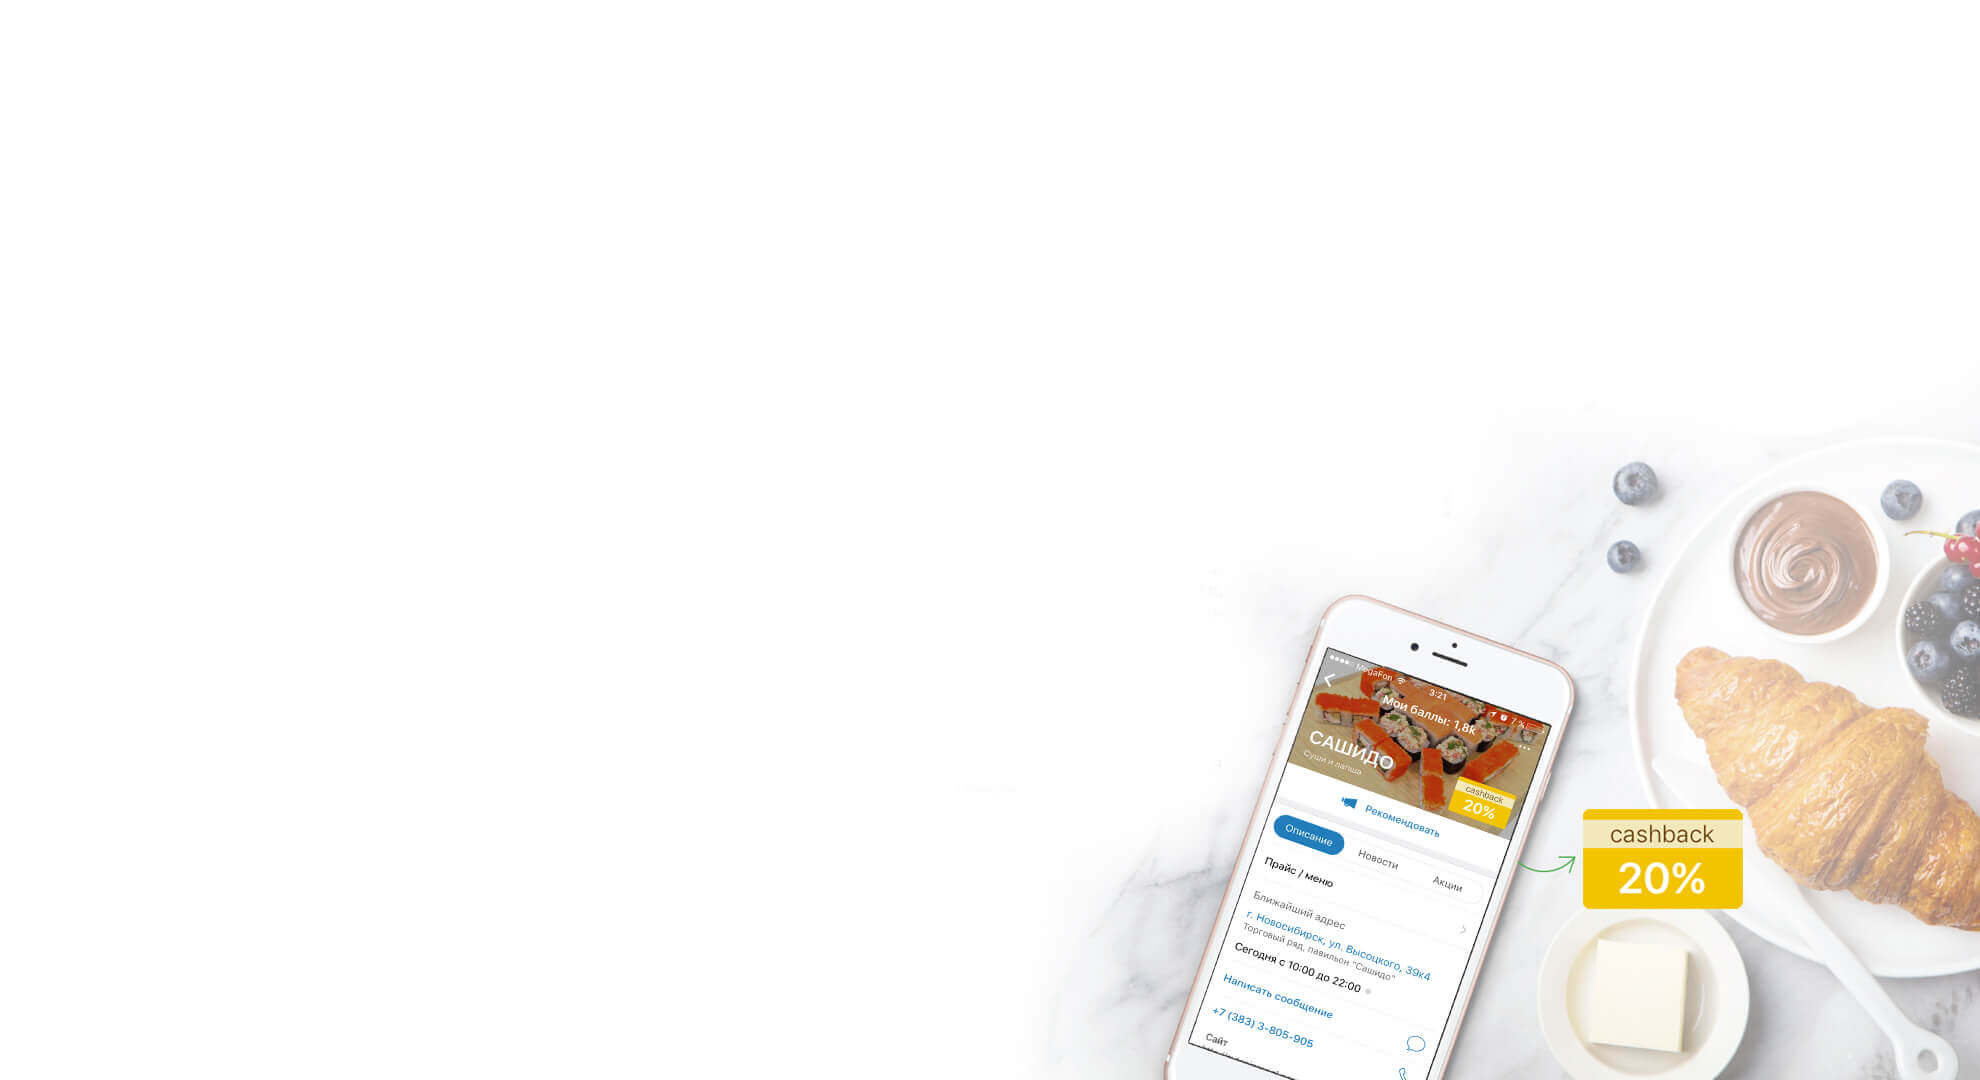 MegaFon
3:21
7 %
Мои баллы: 1,8k
САШИДО
Суши и лапша
cashback
20%
Рекомендовать
Описание
Новости
Акции
Прайс / меню
Ближайший адрес
г. Новосибирск, ул. Высоцкого, 39к4
Торговый ряд, павильон "Сашидо"
Сегодня с 10:00 до 22:00
Написать сообщение
+7 (383) 3-805-905
Сайт
cashback
20%